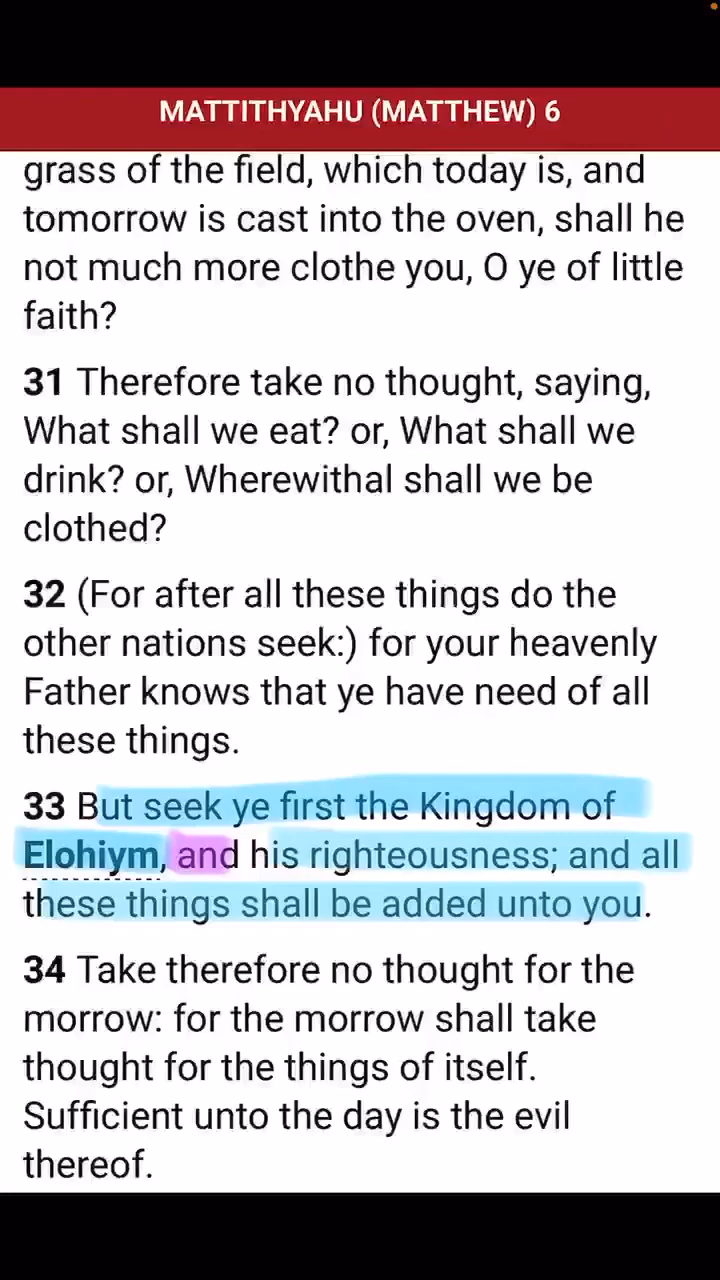 MATTITHYAHU (MATTHEW) 6
grass of the field, which today is, and
tomorrow is cast into the oven, shall he
not much more clothe you, O ye of little
faith?
31 Therefore take no thought, saying,
What shall we eat? or, What shall we
drink? or, Wherewithal shall we be
clothed?
32 (For after all these things do the
other nations seek:) for your heavenly
Father knows that ye have need of all
these things.
33 But seek ye first the Kingdom of
Elohiym, and his righteousness; and all
these things shall be added unto you.
34 Take therefore no thought for the
morrow: for the morrow shall take
thought for the things of itself.
Sufficient unto the day is the evil
thereof.